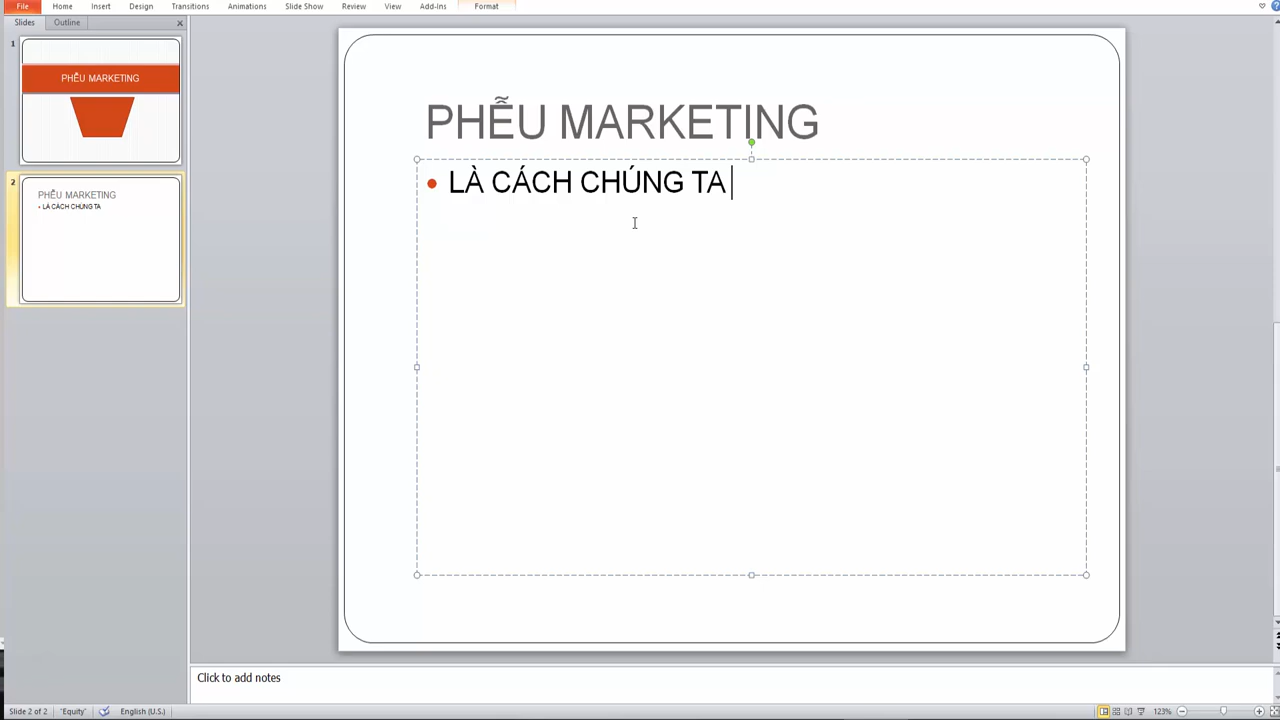 File Home Insert Design Transitions Animations Slide Show Review View Add-Ins Format
Slides Outline
1
PHỄU MARKETING
2
PHỄU MARKETING
• LÀ CÁCH CHÚNG TA
PHỄU MARKETING
• LÀ CÁCH CHÚNG TA
Click to add notes
Slide 2 of 2 "Equity" English (U.S.) 123%